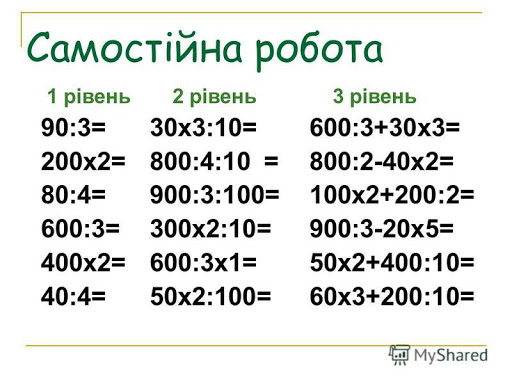 Самостійна робота
1 рівень 2 рівень 3 рівень
90:3= 30х3:10= 600:3+30х3=
200х2= 800:4:10 = 800:2-40х2=
80:4= 900:3:100= 100х2+200:2=
600:3= 300х2:10= 900:3-20х5=
400х2= 600:3х1= 50х2+400:10=
40:4= 50х2:100= 60х3+200:10=
MyShared